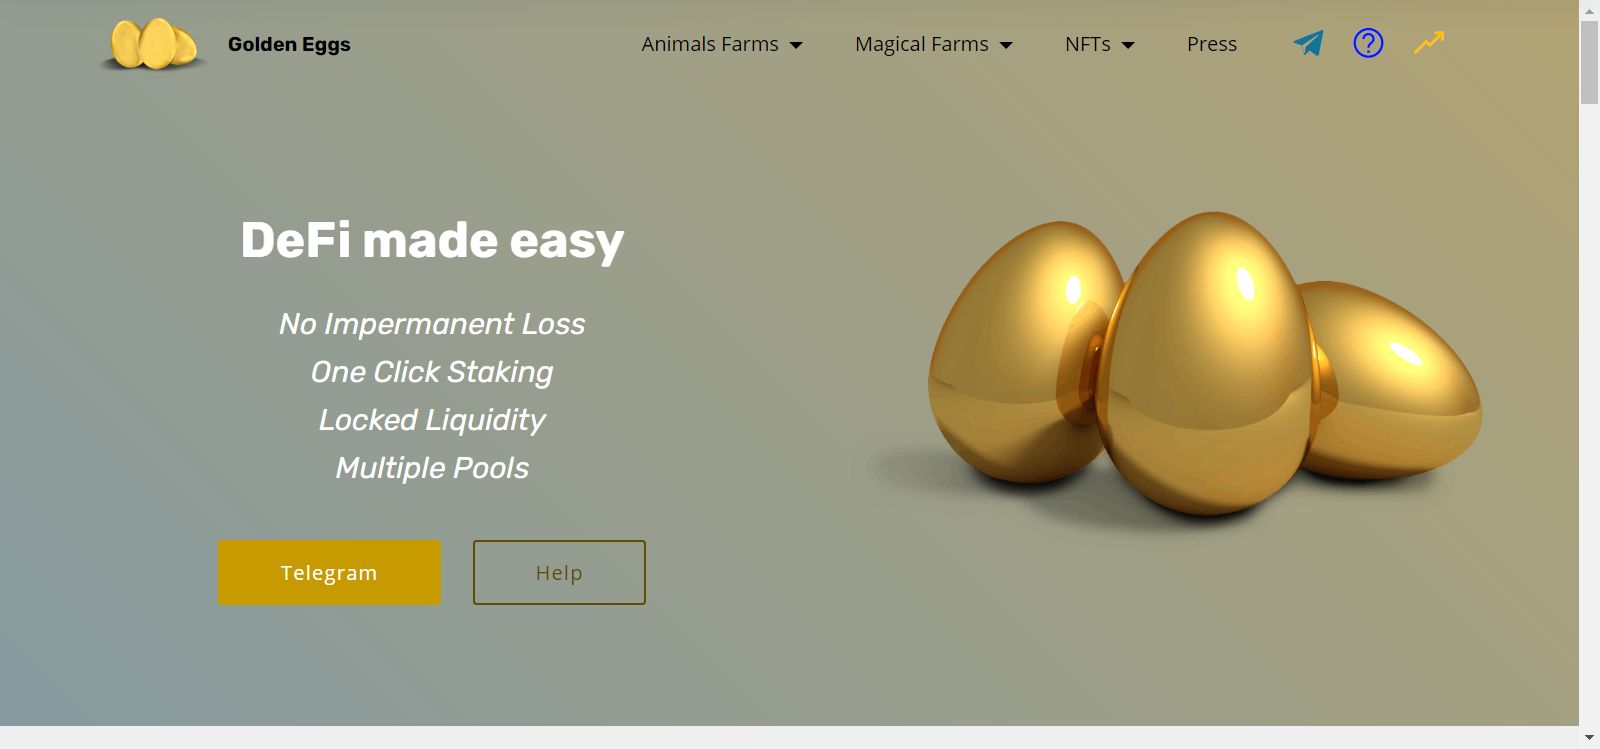 Golden Eggs
Animals Farms
Magical Farms
NFTs
Press
DeFi made easy
No Impermanent Loss
One Click Staking
Locked Liquidity
Multiple Pools
Telegram
Help